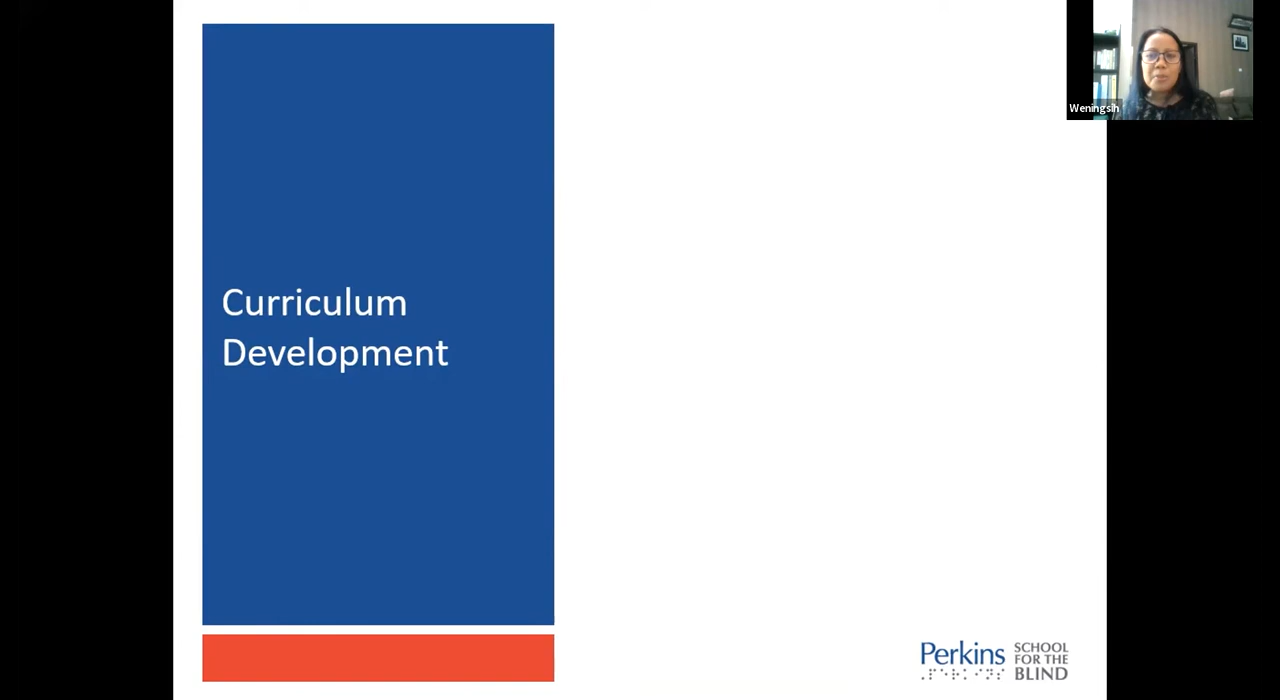 Weningsih
Curriculum
Development
Perkins
SCHOOL
FOR THE
BLIND
⠠⠏⠑⠗⠅⠊⠝⠎